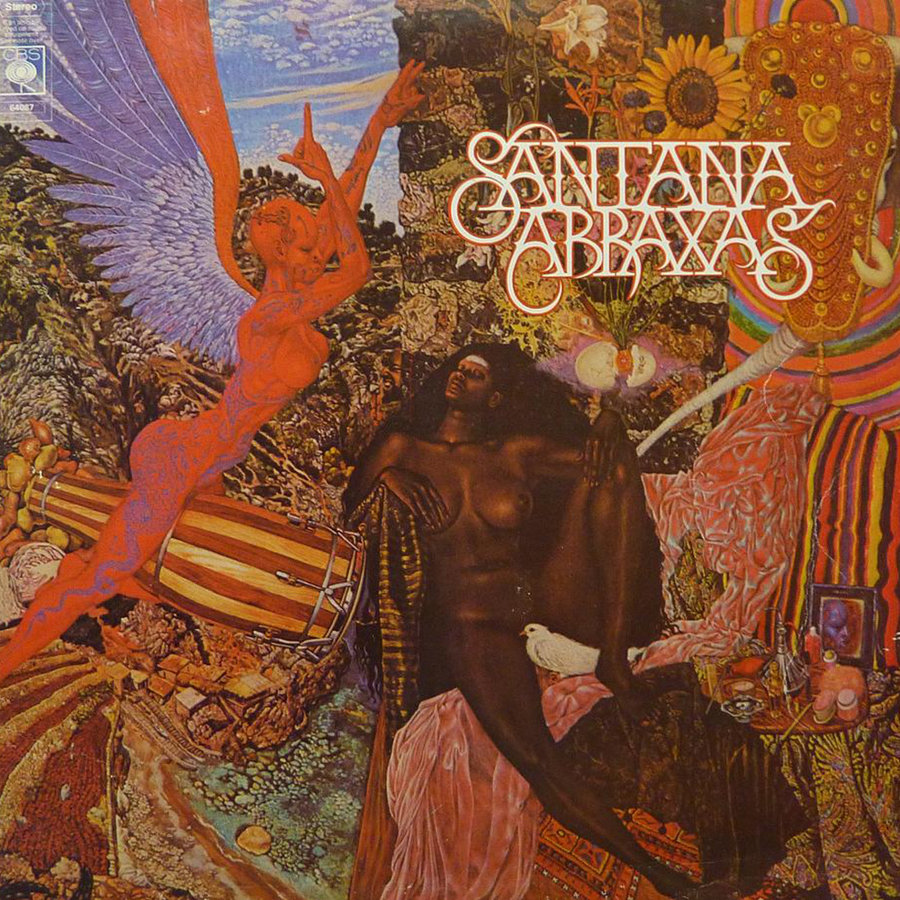 Stereo
CBS
64087
SANTANA
ABRAXAS